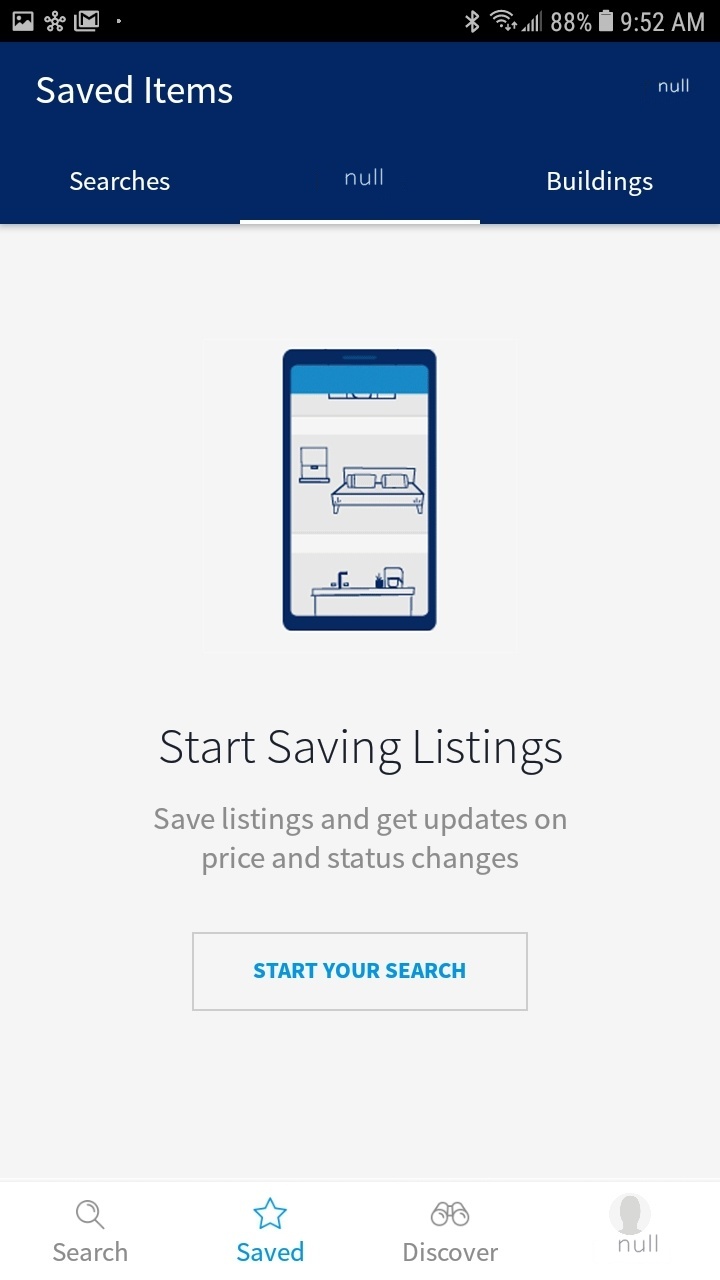 88% 9:52 AM
Saved Items
null
Searches
null
Buildings
Start Saving Listings
Save listings and get updates on
price and status changes
START YOUR SEARCH
Search
Saved
Discover
null